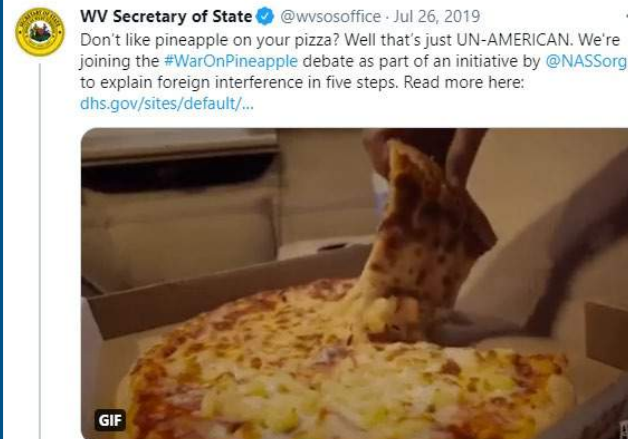 WV Secretary of State @wvsosoffice · Jul 26, 2019
Don't like pineapple on your pizza? Well that's just UN-AMERICAN. We're
joining the #WarOnPineapple debate as part of an initiative by @NASSorg
to explain foreign interference in five steps. Read more here:
dhs.gov/sites/default/...
GIF